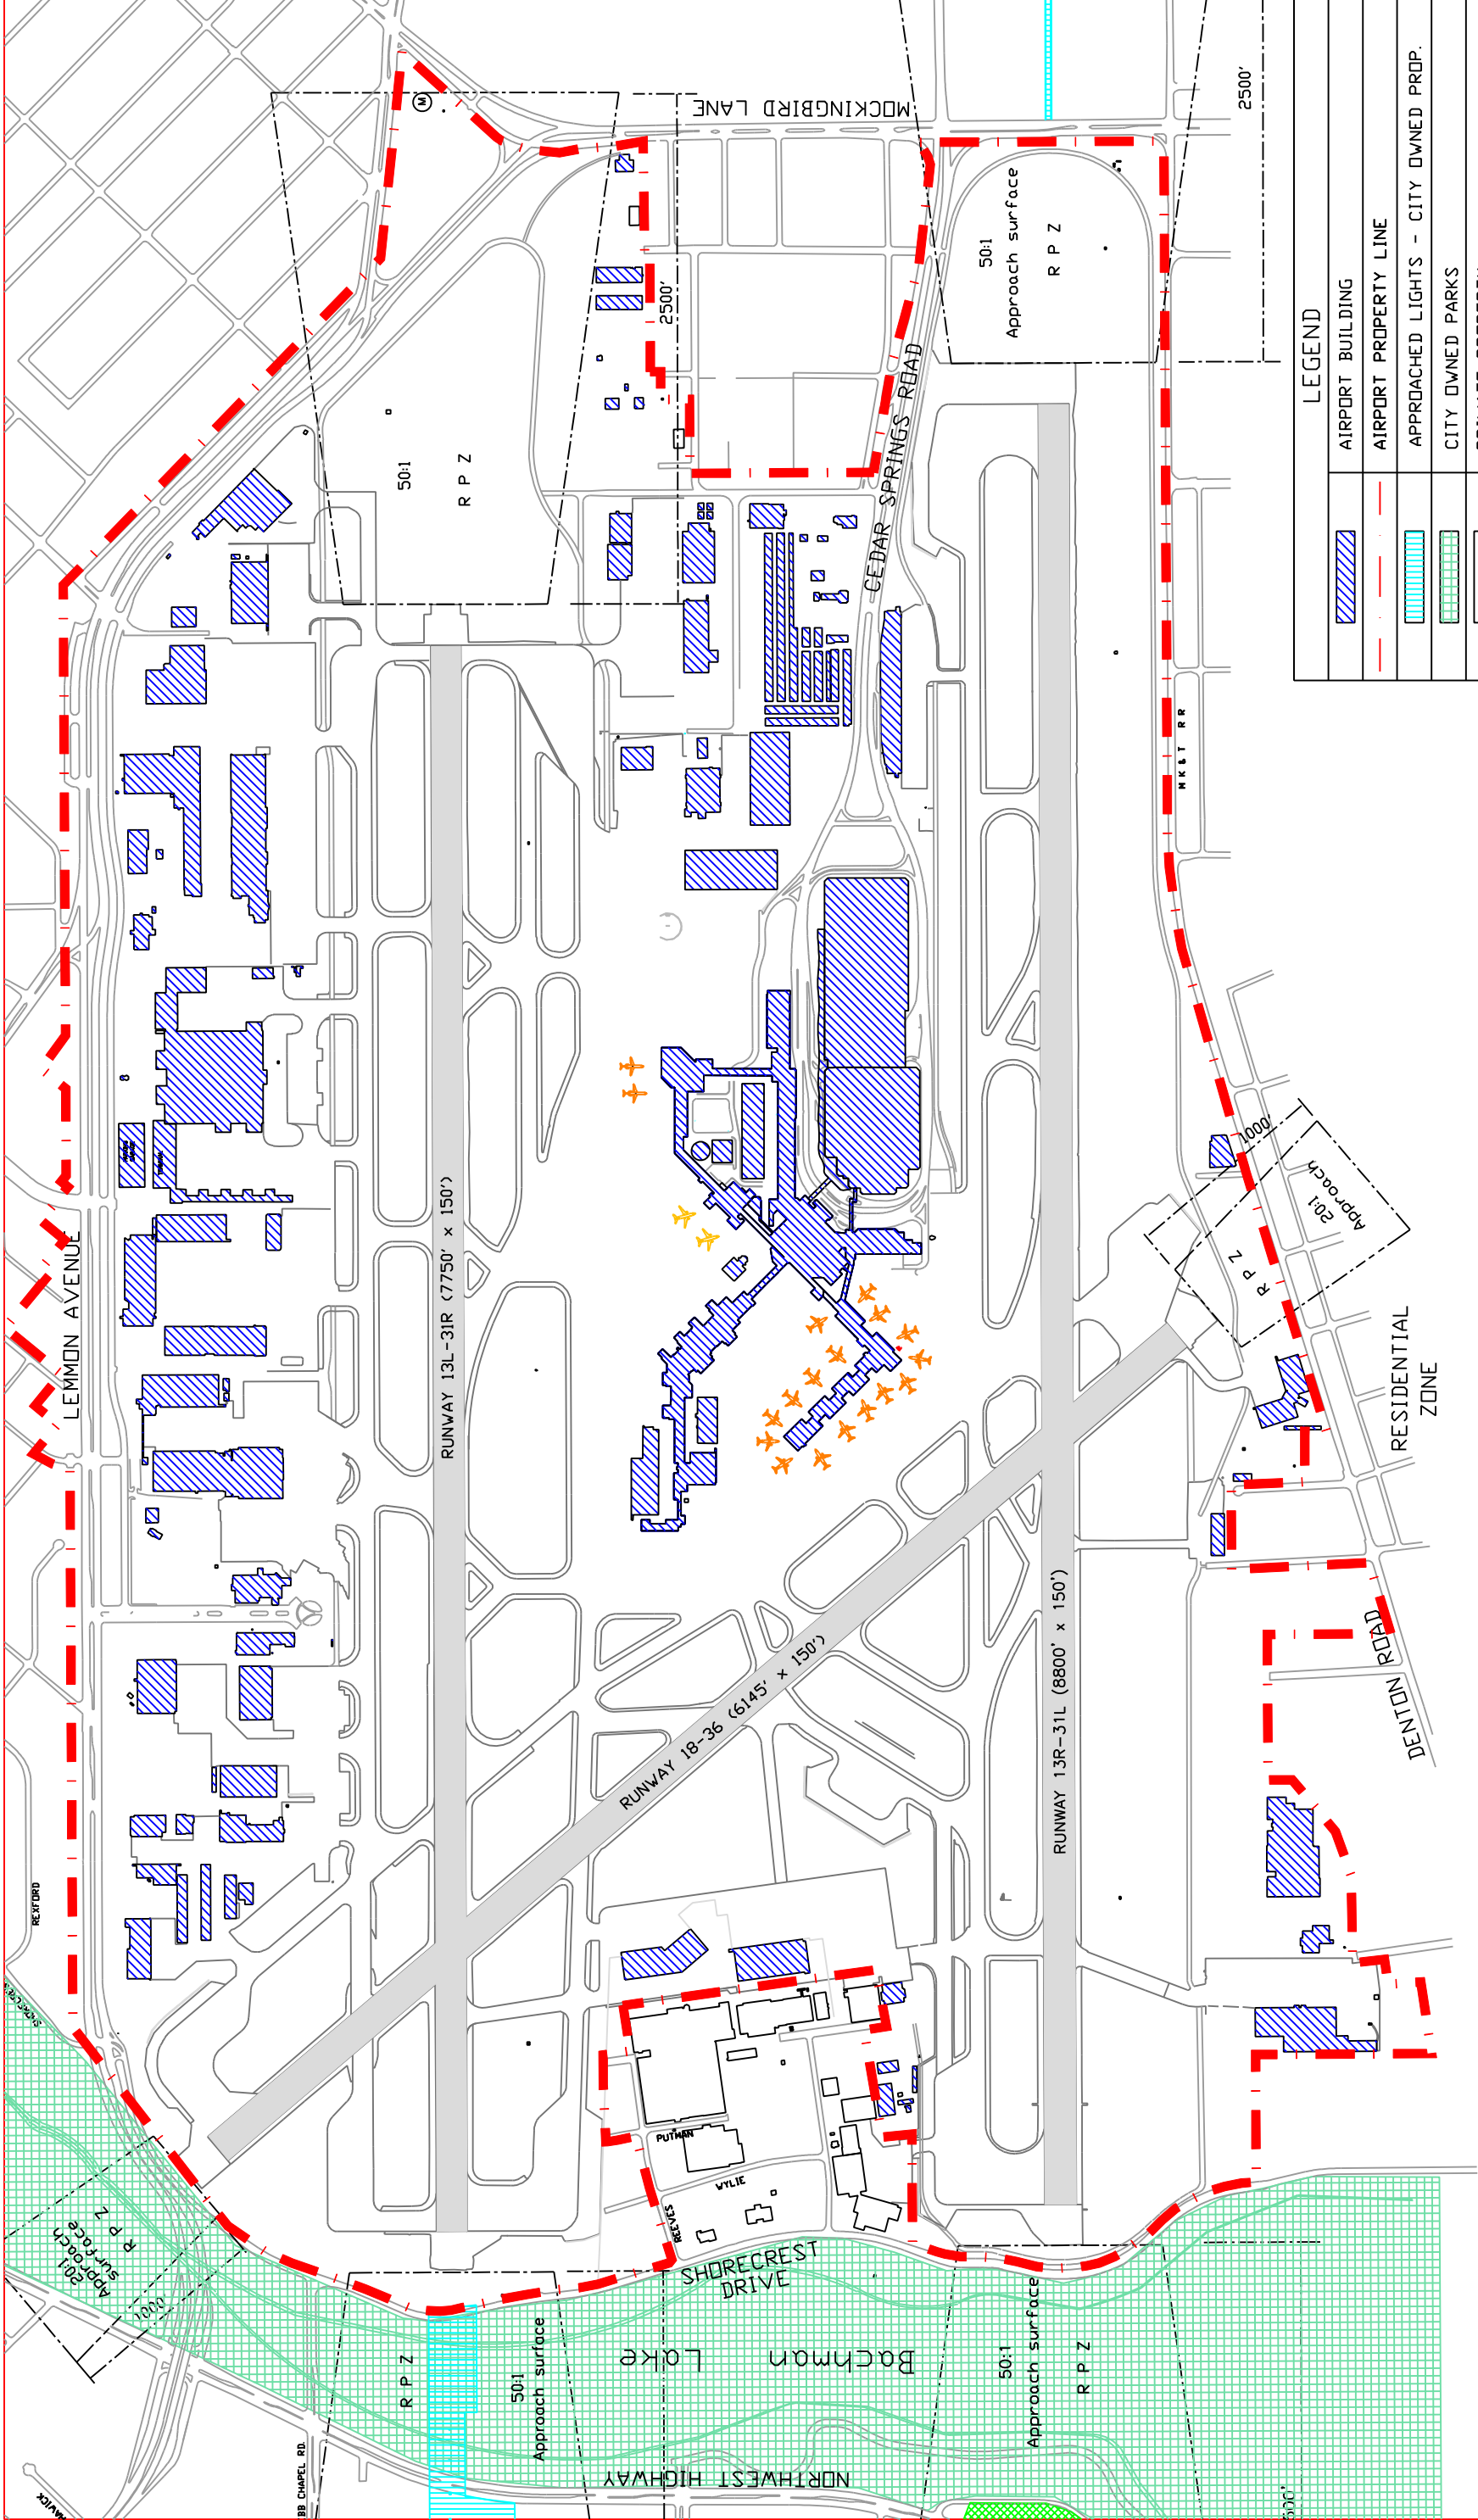 MOCKINGBIRD LANE
M
2500'
50:1
Approach surface
R P Z
2500'
50:1
R P Z
CEDAR SPRINGS ROAD
LEGEND
AIRPORT BUILDING
AIRPORT PROPERTY LINE
APPROACHED LIGHTS - CITY OWNED PROP.
CITY OWNED PARKS
MK&T RR
LEMMON AVENUE
RUNWAY 13L-31R (7750' x 150')
1000'
20:1
Approach
R P Z
RESIDENTIAL
ZONE
RUNWAY 18-36 (6145' x 150')
RUNWAY 13R-31L (8800' x 150')
DENTON ROAD
REXFORD
PUTMAN
WYLIE
REEVES
SHORECREST
DRIVE
20:1
Approach
surface
R P Z
1000'
R P Z
50:1
Approach surface
Bachman Lake
50:1
Approach surface
R P Z
NORTHWEST HIGHWAY
BB CHAPEL RD.